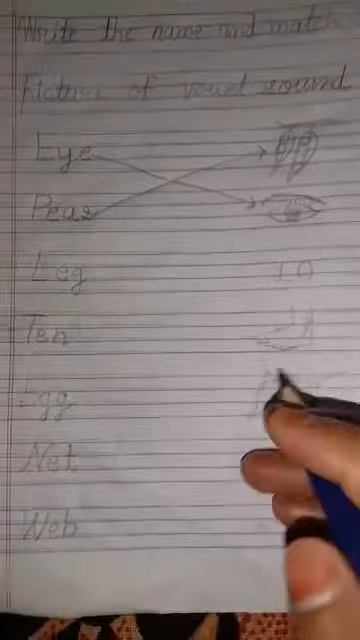 Write the name and match
Picture of vowel sound
Eye
Peas
Leg 10
Ten
Egg
Net
Web